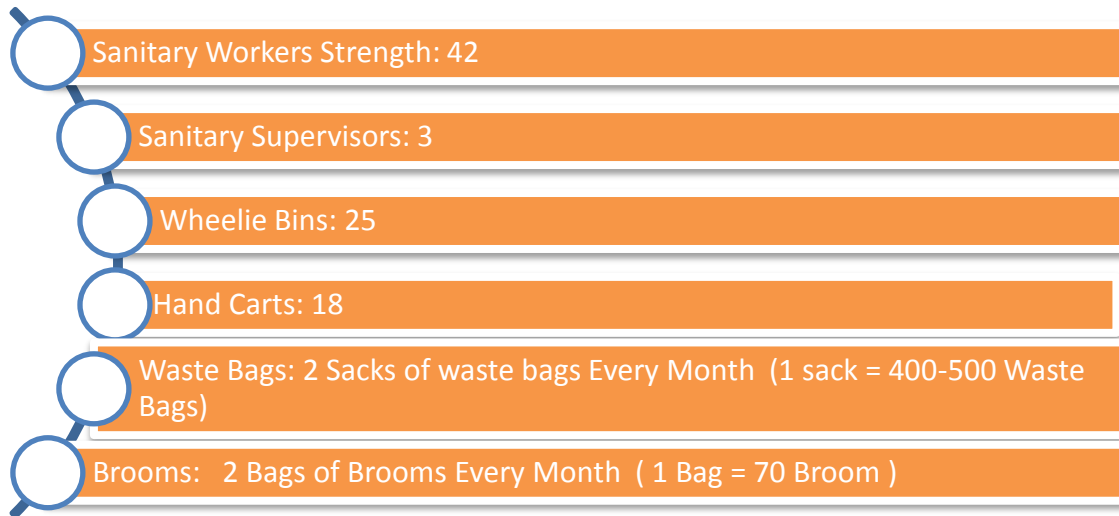 Sanitary Workers Strength: 42
Sanitary Supervisors: 3
Wheelie Bins: 25
Hand Carts: 18
Waste Bags: 2 Sacks of waste bags Every Month  (1 sack = 400-500 Waste
Bags)
Brooms:   2 Bags of Brooms Every Month  ( 1 Bag = 70 Broom )